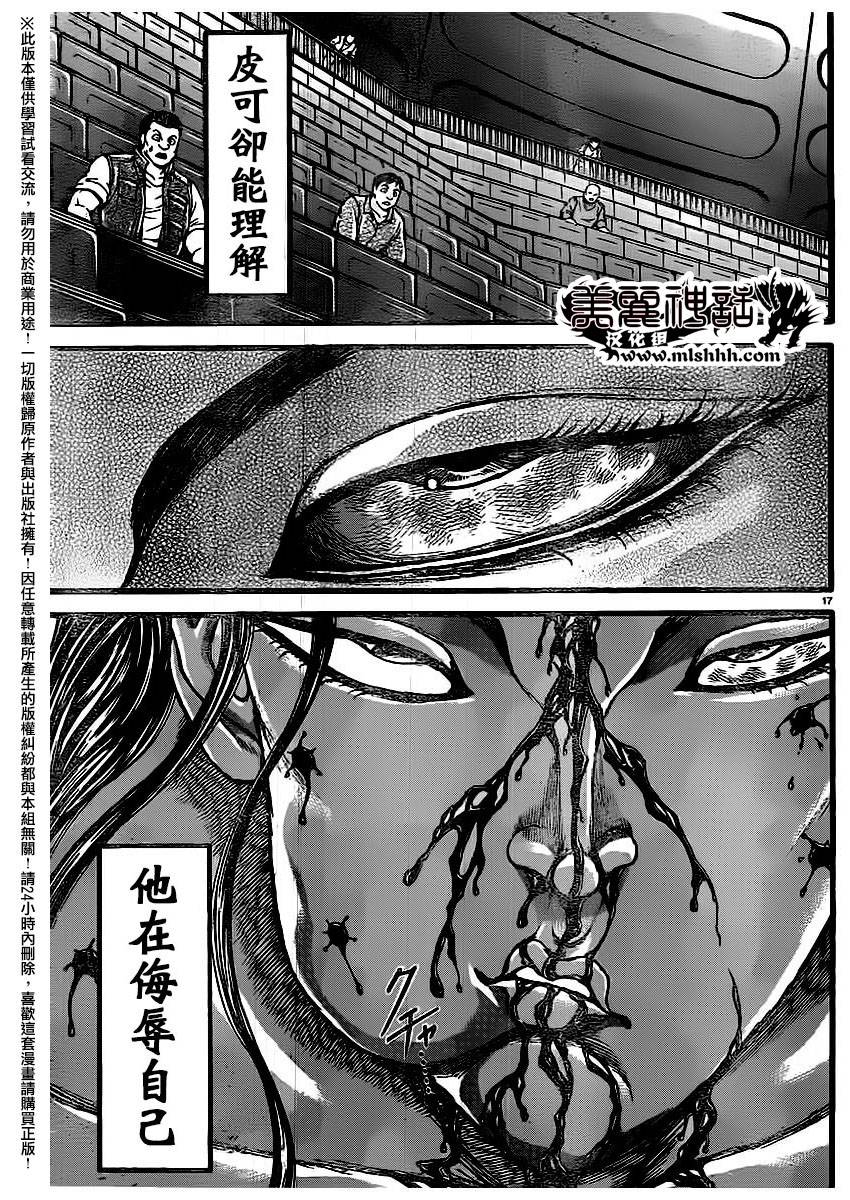 皮可卻能理解
美麗神話
汉化组
www.mlshhh.com
17
他在侮辱自己
クチャ……
※此版本僅供學習試看交流，請勿用於商業用途！一切版權歸原作者與出版社擁有！因任意轉載所產生的版權糾紛都與本組無關！請24小時內刪除，喜歡這套漫畫請購買正版！